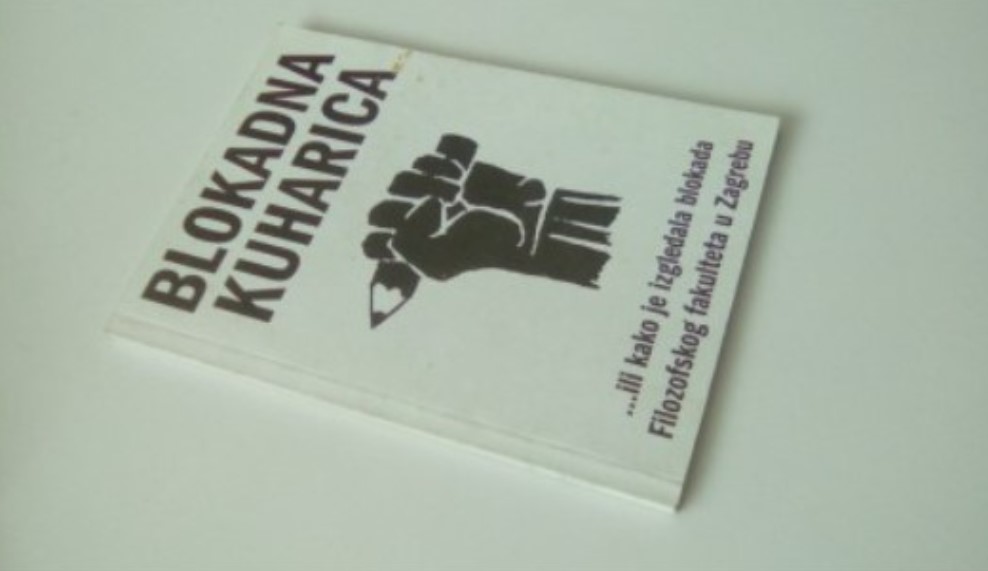 BLOKADNA
KUHARICA
...ili kako je izgledala blokada
Filozofskog fakulteta u Zagrebu